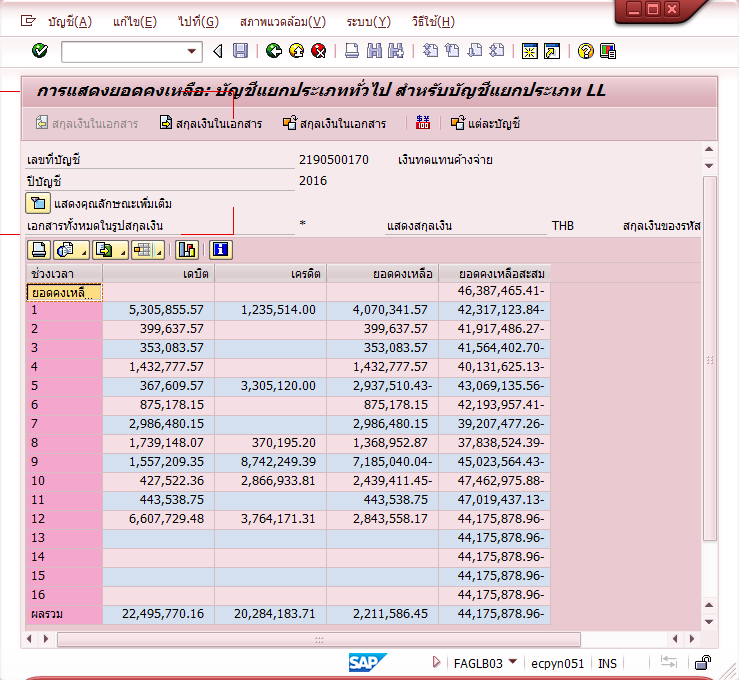 บัญชี(A) แก้ไข(E) ไปที่(G) สภาพแวดล้อม(V) ระบบ(Y) วิธีใช้(H)
การแสดงยอดคงเหลือ: บัญชีแยกประเภททั่วไป สำหรับบัญชีแยกประเภท LL
สกุลเงินในเอกสาร สกุลเงินในเอกสาร สกุลเงินในเอกสาร แต่ละบัญชี
เลขที่บัญชี 2190500170 เงินทดแทนค้างจ่าย
ปีบัญชี 2016
แสดงคุณลักษณะเพิ่มเติม
เอกสารทั้งหมดในรูปสกุลเงิน * แสดงสกุลเงิน THB สกุลเงินของรหัส
ช่วงเวลา เดบิต เครดิต ยอดคงเหลือ ยอดคงเหลือสะสม
ยอดคงเหลื... 46,387,465.41-
1 5,305,855.57 1,235,514.00 4,070,341.57 42,317,123.84-
2 399,637.57 399,637.57 41,917,486.27-
3 353,083.57 353,083.57 41,564,402.70-
4 1,432,777.57 1,432,777.57 40,131,625.13-
5 367,609.57 3,305,120.00 2,937,510.43- 43,069,135.56-
6 875,178.15 875,178.15 42,193,957.41-
7 2,986,480.15 2,986,480.15 39,207,477.26-
8 1,739,148.07 370,195.20 1,368,952.87 37,838,524.39-
9 1,557,209.35 8,742,249.39 7,185,040.04- 45,023,564.43-
10 427,522.36 2,866,933.81 2,439,411.45- 47,462,975.88-
11 443,538.75 443,538.75 47,019,437.13-
12 6,607,729.48 3,764,171.31 2,843,558.17 44,175,878.96-
13 44,175,878.96-
14 44,175,878.96-
15 44,175,878.96-
16 44,175,878.96-
ผลรวม 22,495,770.16 20,284,183.71 2,211,586.45 44,175,878.96-
SAP FAGLB03 ecpyn051 INS